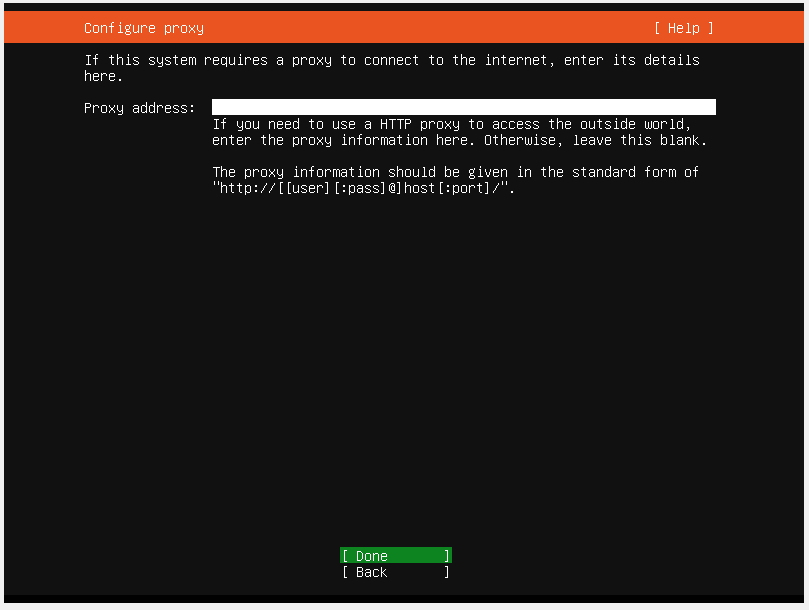 Configure proxy [ Help ]
If this system requires a proxy to connect to the internet, enter its details
here.
Proxy address:
If you need to use a HTTP proxy to access the outside world,
enter the proxy information here. Otherwise, leave this blank.
The proxy information should be given in the standard form of
"http://[[user][:pass]@]host[:port]/".
[ Done ]
[ Back ]